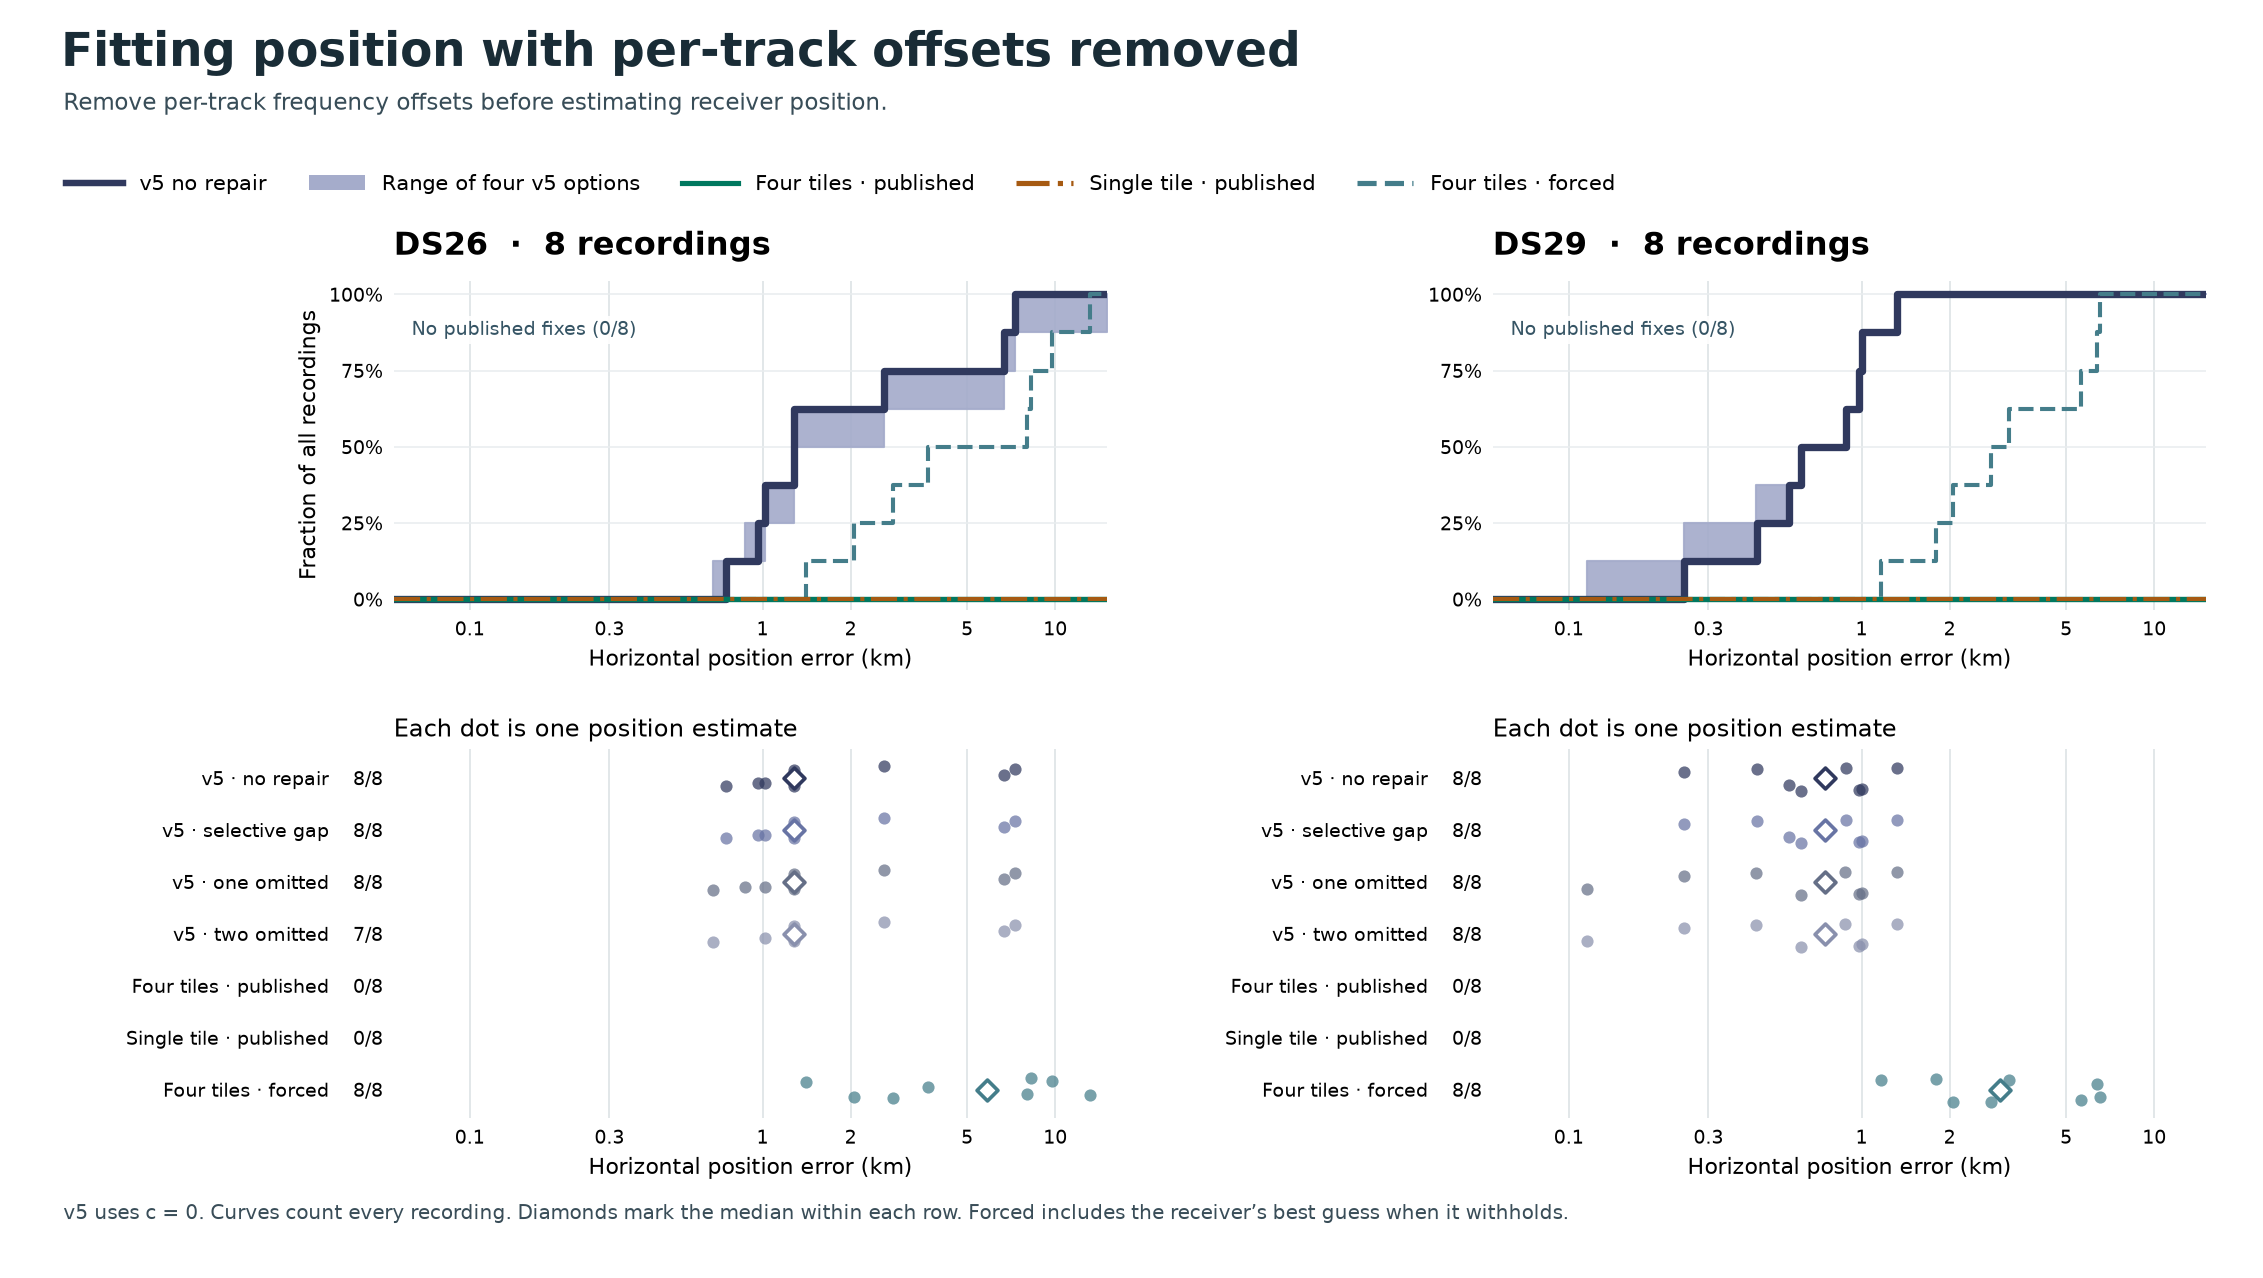 Fitting position with per-track offsets removed
Remove per-track frequency offsets before estimating receiver position.
v5 no repair
Range of four v5 options
Four tiles · published
Single tile · published
Four tiles · forced
DS26 · 8 recordings
Fraction of all recordings
100%
75%
50%
25%
0%
No published fixes (0/8)
0.1 0.3 1 2 5 10
Horizontal position error (km)
DS29 · 8 recordings
100%
75%
50%
25%
0%
No published fixes (0/8)
0.1 0.3 1 2 5 10
Horizontal position error (km)
Each dot is one position estimate
v5 · no repair 8/8
v5 · selective gap 8/8
v5 · one omitted 8/8
v5 · two omitted 7/8
Four tiles · published 0/8
Single tile · published 0/8
Four tiles · forced 8/8
0.1 0.3 1 2 5 10
Horizontal position error (km)
Each dot is one position estimate
v5 · no repair 8/8
v5 · selective gap 8/8
v5 · one omitted 8/8
v5 · two omitted 8/8
Four tiles · published 0/8
Single tile · published 0/8
Four tiles · forced 8/8
0.1 0.3 1 2 5 10
Horizontal position error (km)
v5 uses c = 0. Curves count every recording. Diamonds mark the median within each row. Forced includes the receiver’s best guess when it withholds.